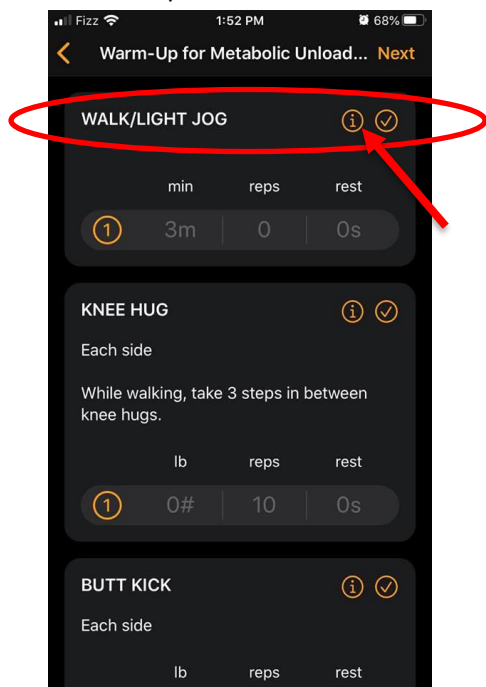 Fizz 1:52 PM 68%
Warm-Up for Metabolic Unload... Next
WALK/LIGHT JOG
min reps rest
1 3m 0 0s
KNEE HUG
Each side
While walking, take 3 steps in between
knee hugs.
lb reps rest
1 0# 10 0s
BUTT KICK
Each side
lb reps rest